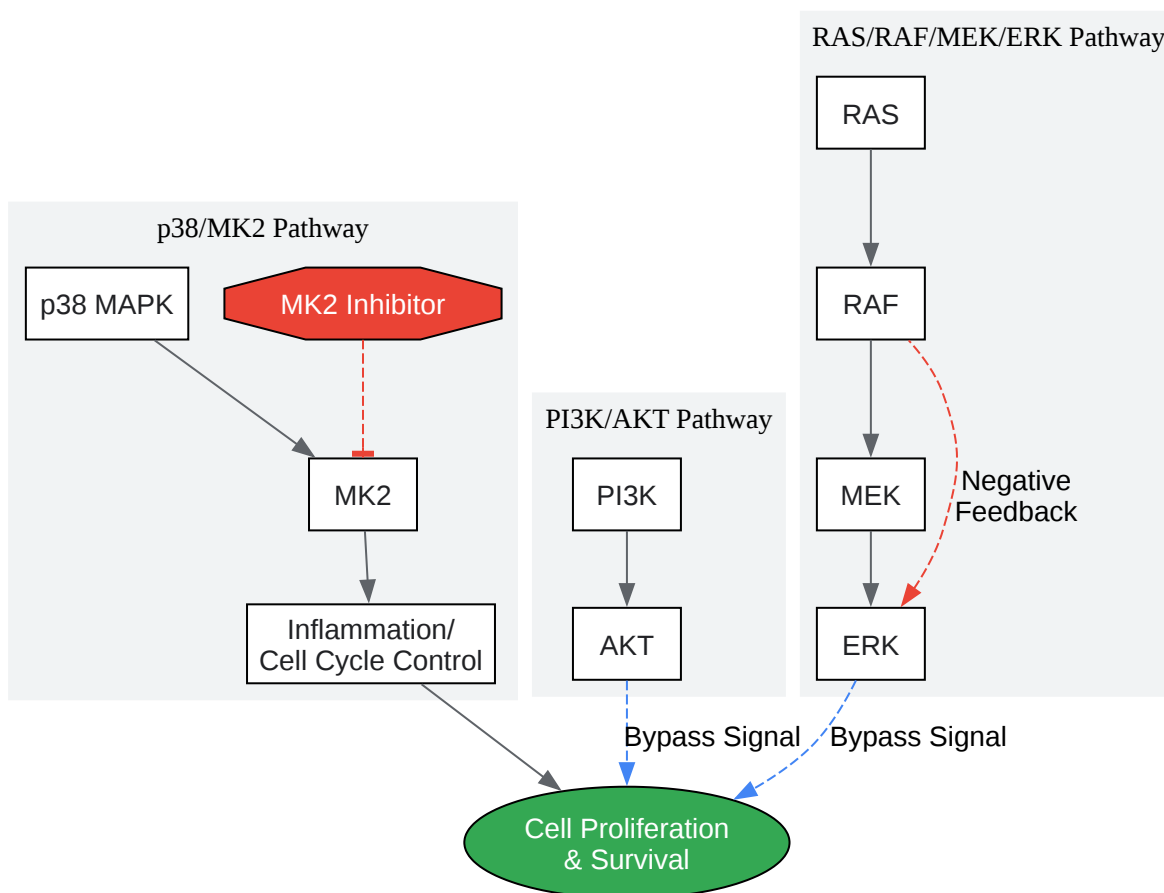 RAS/RAF/MEK/ERK Pathway
RAS
p38/MK2 Pathway
p38 MAPK
MK2 Inhibitor
RAF
PI3K/AKT Pathway
MK2
PI3K
MEK
Negative
Feedback
Inflammation/
Cell Cycle Control
AKT
ERK
Bypass Signal
Bypass Signal
Cell Proliferation
& Survival